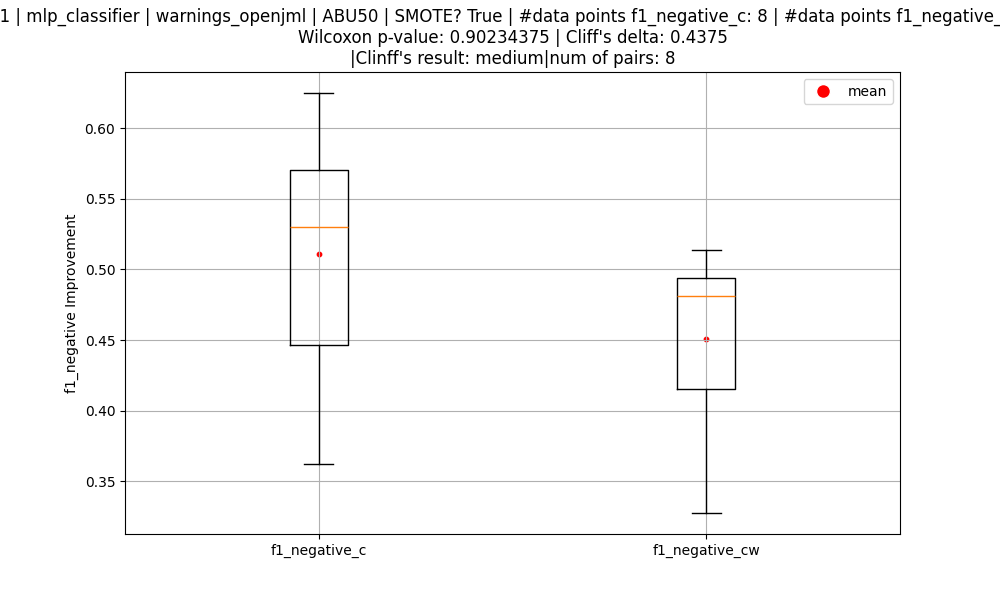 1 | mlp_classifier | warnings_openjml | ABU50 | SMOTE? True | #data points f1_negative_c: 8 | #data points f1_negative_
Wilcoxon p-value: 0.90234375 | Cliff's delta: 0.4375
|Clinff's result: medium|num of pairs: 8
mean
0.60
0.55
0.50
0.45
0.40
0.35
f1_negative Improvement
f1_negative_c
f1_negative_cw